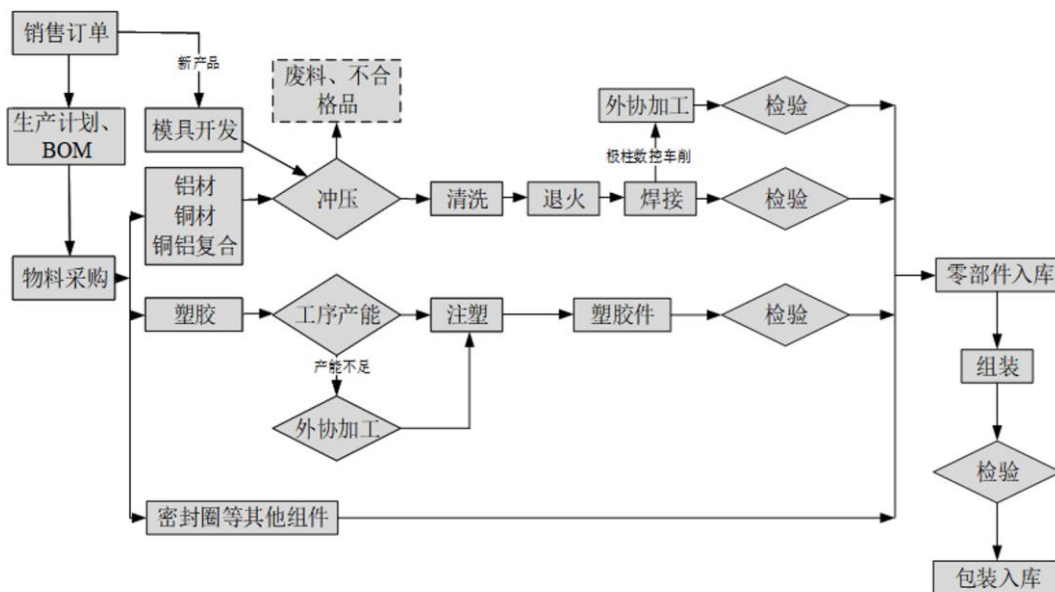 销售订单
新产品
生产计划、
BOM
模具开发
废料、不合
格品
外协加工
检验
极柱数控车削
铝材
铜材
铜铝复合
冲压
清洗
退火
焊接
检验
物料采购
零部件入库
塑胶
工序产能
注塑
塑胶件
检验
产能不足
外协加工
组装
检验
密封圈等其他组件
包装入库